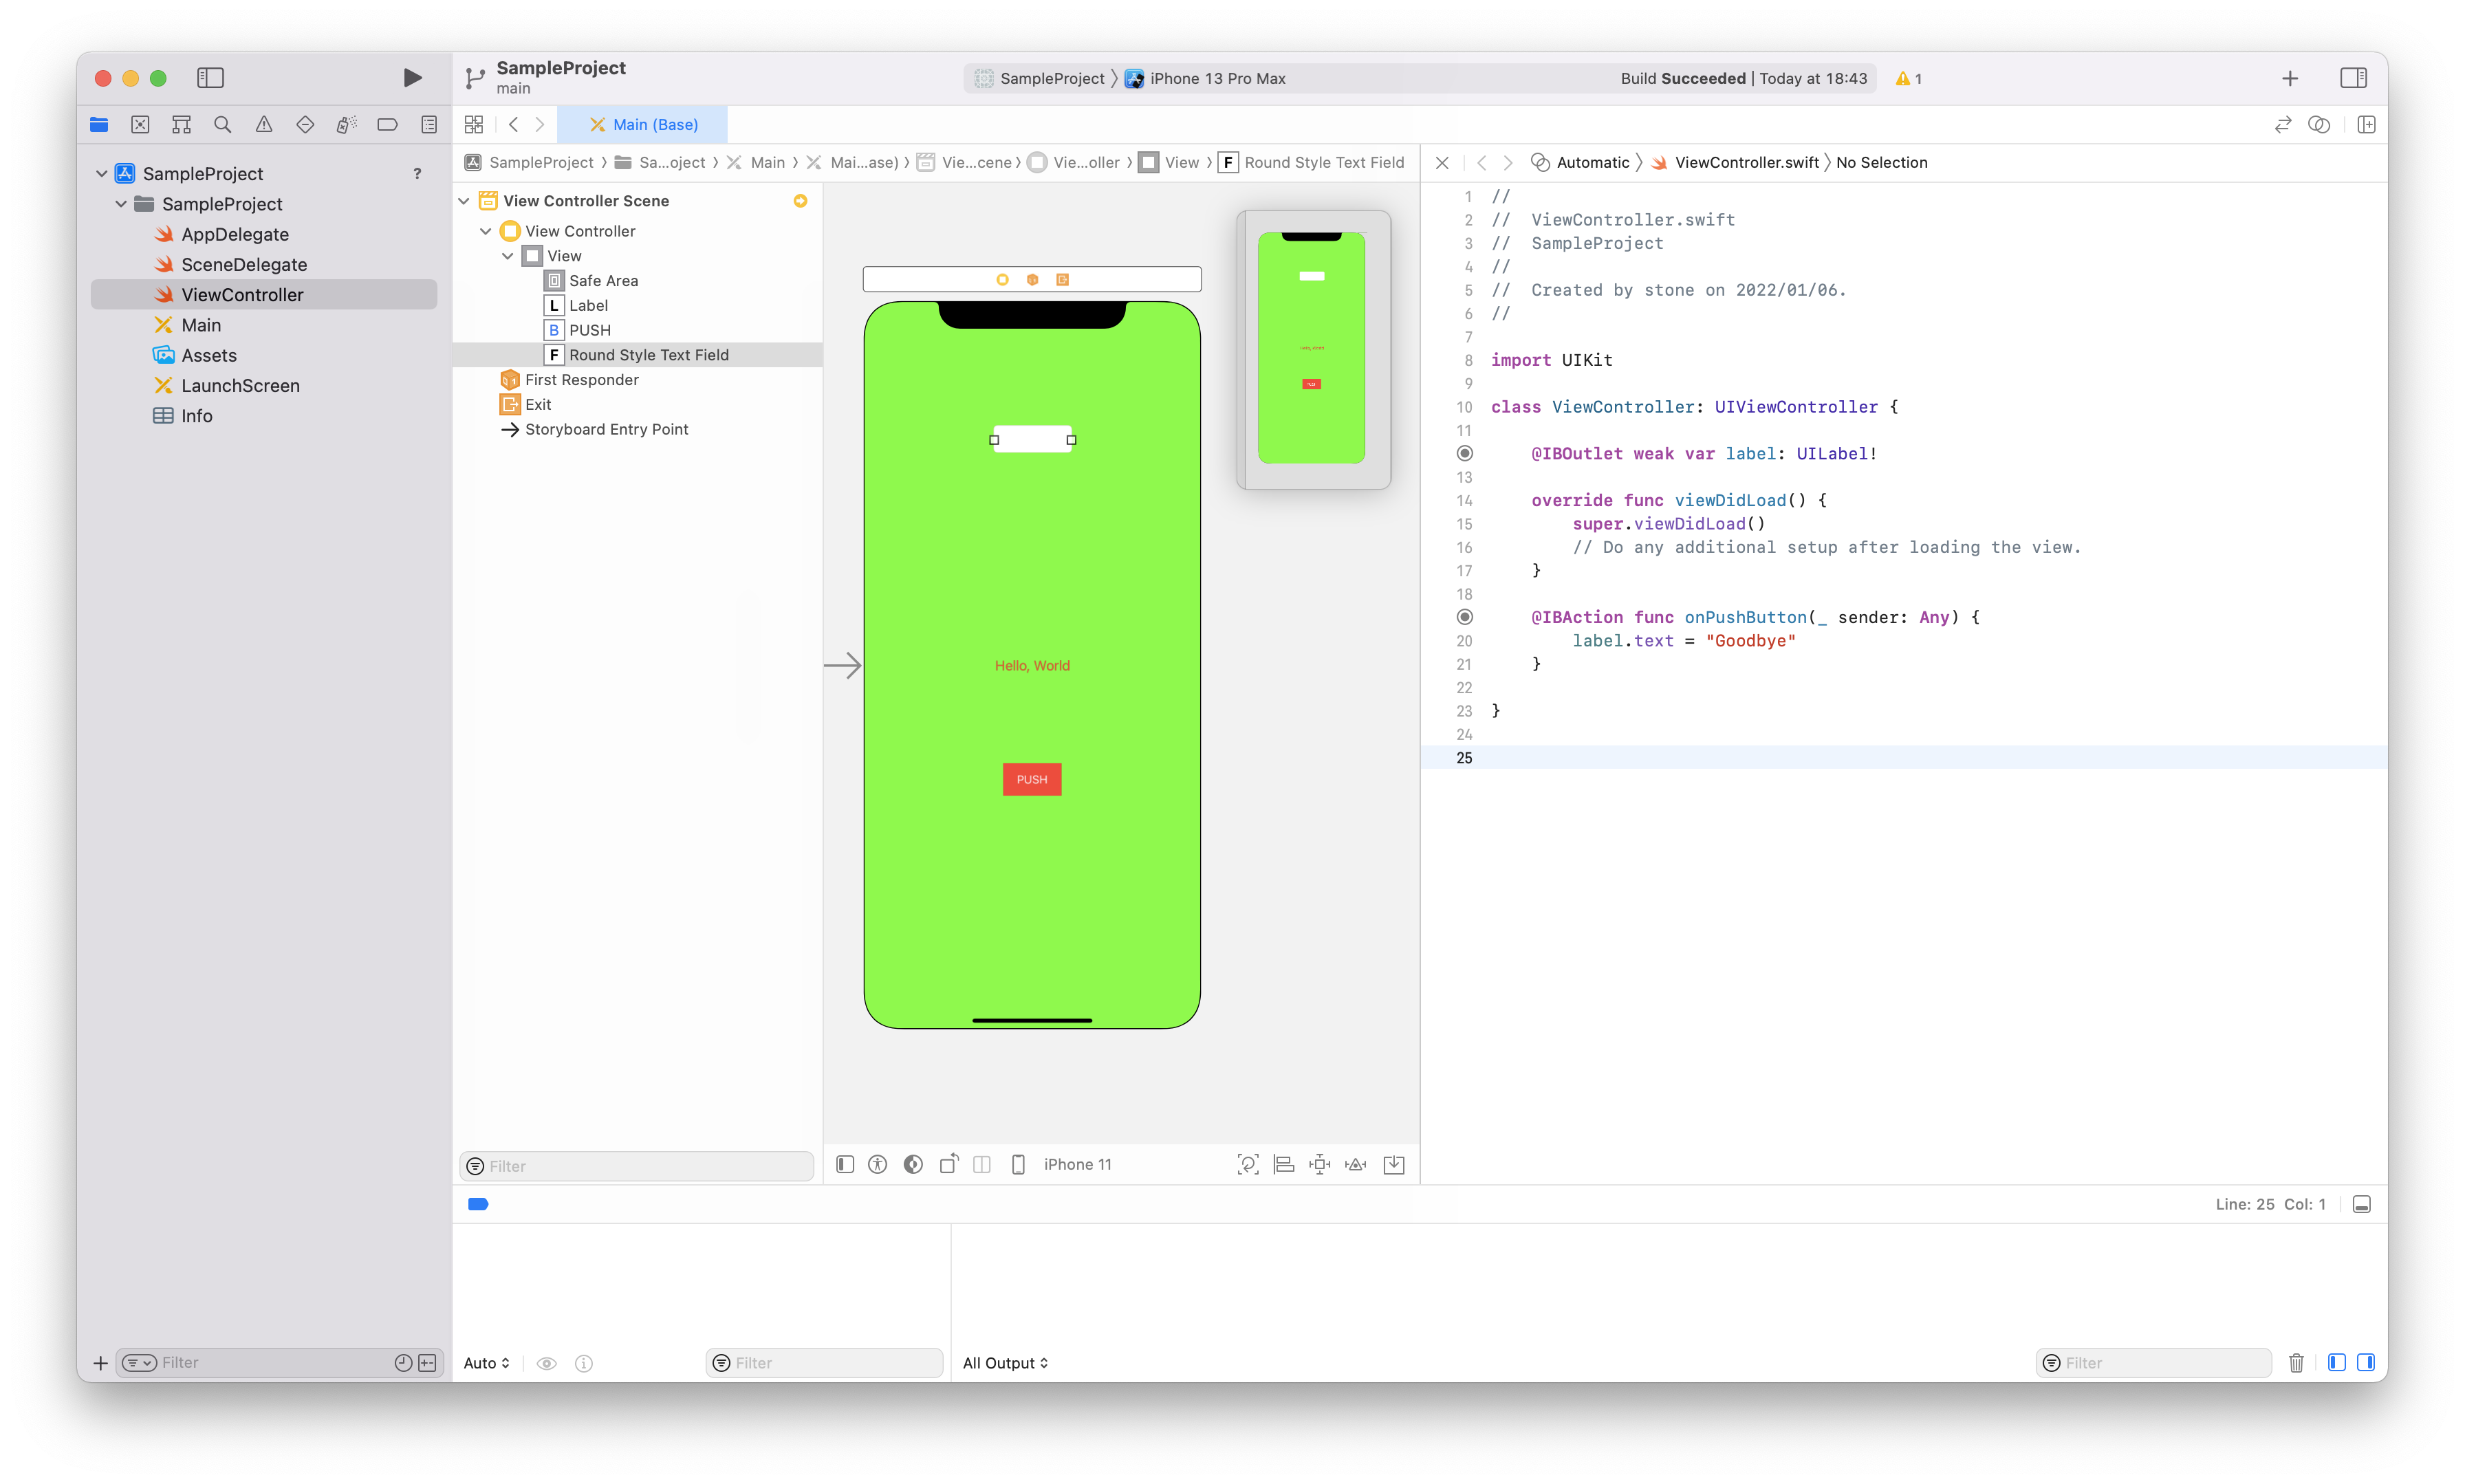 SampleProject
main
SampleProject 〉 iPhone 13 Pro Max
Build Succeeded | Today at 18:43
1
Main (Base)
SampleProject ?
SampleProject
AppDelegate
SceneDelegate
ViewController
Main
Assets
LaunchScreen
Info
Filter
SampleProject 〉 Sa...oject 〉 Main 〉 Mai...ase) 〉 Vie...cene 〉 Vie...oller 〉 View 〉 F Round Style Text Field
View Controller Scene
View Controller
View
Safe Area
L Label
B PUSH
F Round Style Text Field
First Responder
Exit
Storyboard Entry Point
Filter
Hello, World
PUSH
iPhone 11
Automatic 〉 ViewController.swift 〉 No Selection
1 //
2 //  ViewController.swift
3 //  SampleProject
4 //
5 //  Created by stone on 2022/01/06.
6 //
7
8 import UIKit
9
10 class ViewController: UIViewController {
11
@IBOutlet weak var label: UILabel!
13
14 override func viewDidLoad() {
15 super.viewDidLoad()
16 // Do any additional setup after loading the view.
17 }
18
@IBAction func onPushButton(_ sender: Any) {
20 label.text = "Goodbye"
21 }
22
23 }
24
25
Line: 25 Col: 1
Auto
Filter
All Output
Filter